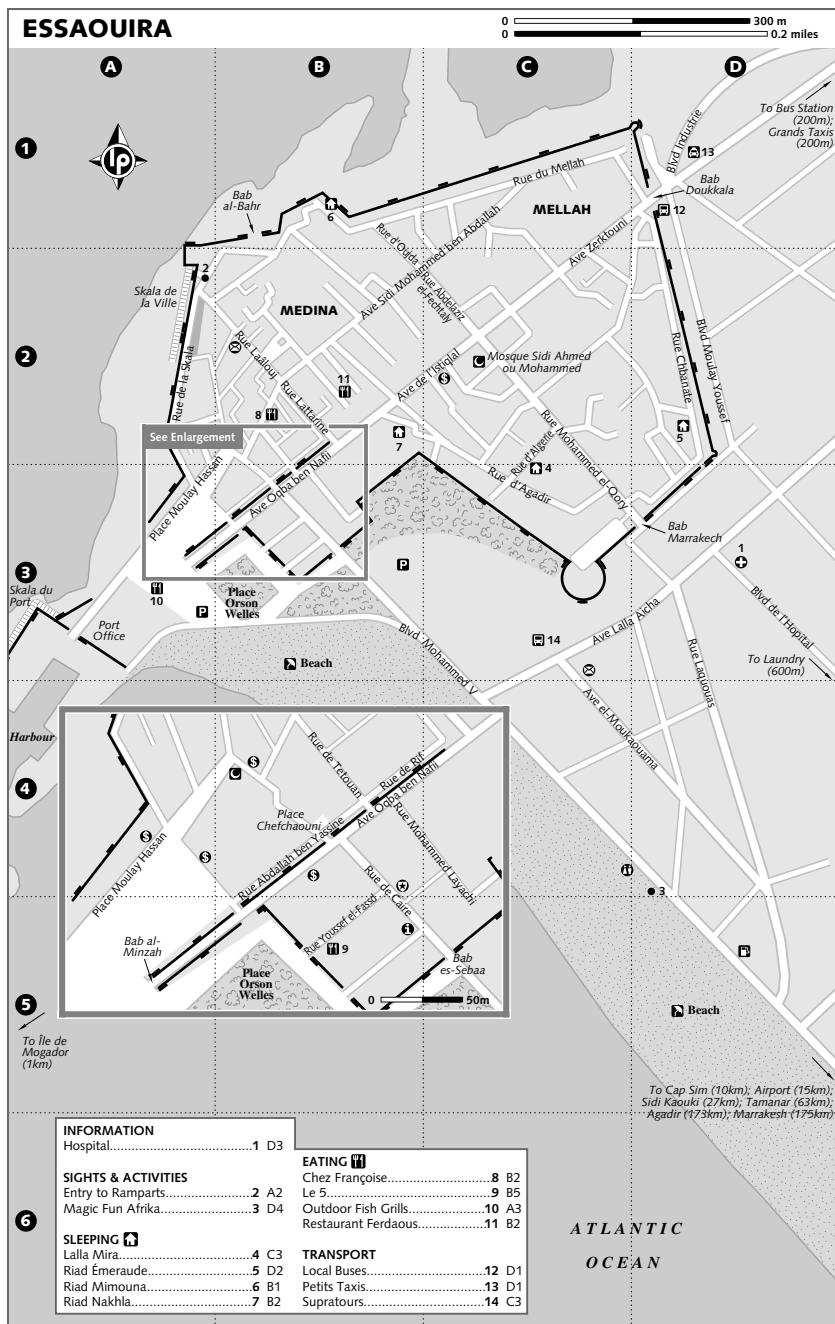 ESSAOUIRA
0 300 m
0 0.2 miles
A
B
C
D
To Bus Station
(200m);
Grands Taxis
(200m)
1
lp
Blvd Industrie
13
Bab
Doukkala
12
Rue du Mellah
MELLAH
Bab
al-Bahr
6
Rue d'Oujda
Ave Sidi Mohammed ben Abdallah
Ave Zerktouni
Rue Abdelaziz
el-Fechtaly
2
Skala de
la Ville
MEDINA
2
Rue de la Skala
Rue Laâlouj
Rue Lattarine
11
8
Ave de l'Istiqlal
$
Mosque Sidi Ahmed
ou Mohammed
Rue Chbanate
Blvd Moulay Youssef
5
7
Rue d'Algerie
4
Rue Mohammed el-Qory
Rue d'Agadir
See Enlargement
Place Moulay Hassan
Ave Oqba ben Nafii
Bab
Marrakech
1
3
Skala du
Port
10
Port
Office
P
Place
Orson
Welles
P
Blvd Mohammed V
14
Ave Lalla Aicha
Blvd de l'Hopital
To Laundry
(600m)
Rue Laquouas
Ave el-Moukaouama
Beach
Harbour
4
$
Rue de Tetouan
Rue de Rif
Ave Oqba ben Nafii
Place
Chefchaouni
$
Place Moulay Hassan
$
Rue Abdallah ben Yassine
Rue Mohammed Layachi
$
Rue de Caire
3
Rue Youssef el-Fassd
i
9
Bab al-
Minzah
Bab
es-Sebaa
Place
Orson
Welles
0 50m
5
To Île de
Mogador
(1km)
Beach
To Cap Sim (10km); Airport (15km);
Sidi Kaouki (27km); Tamanar (63km);
Agadir (173km); Marrakesh (175km)
6
INFORMATION
Hospital.....................................1 D3
SIGHTS & ACTIVITIES
Entry to Ramparts.......................2 A2
Magic Fun Afrika.........................3 D4
SLEEPING
Lalla Mira....................................4 C3
Riad Émeraude...........................5 D2
Riad Mimouna............................6 B1
Riad Nakhla................................7 B2
EATING
Chez Françoise............................8 B2
Le 5............................................9 B5
Outdoor Fish Grills....................10 A3
Restaurant Ferdaous.................11 B2
TRANSPORT
Local Buses...............................12 D1
Petits Taxis................................13 D1
Supratours................................14 C3
ATLANTIC
OCEAN